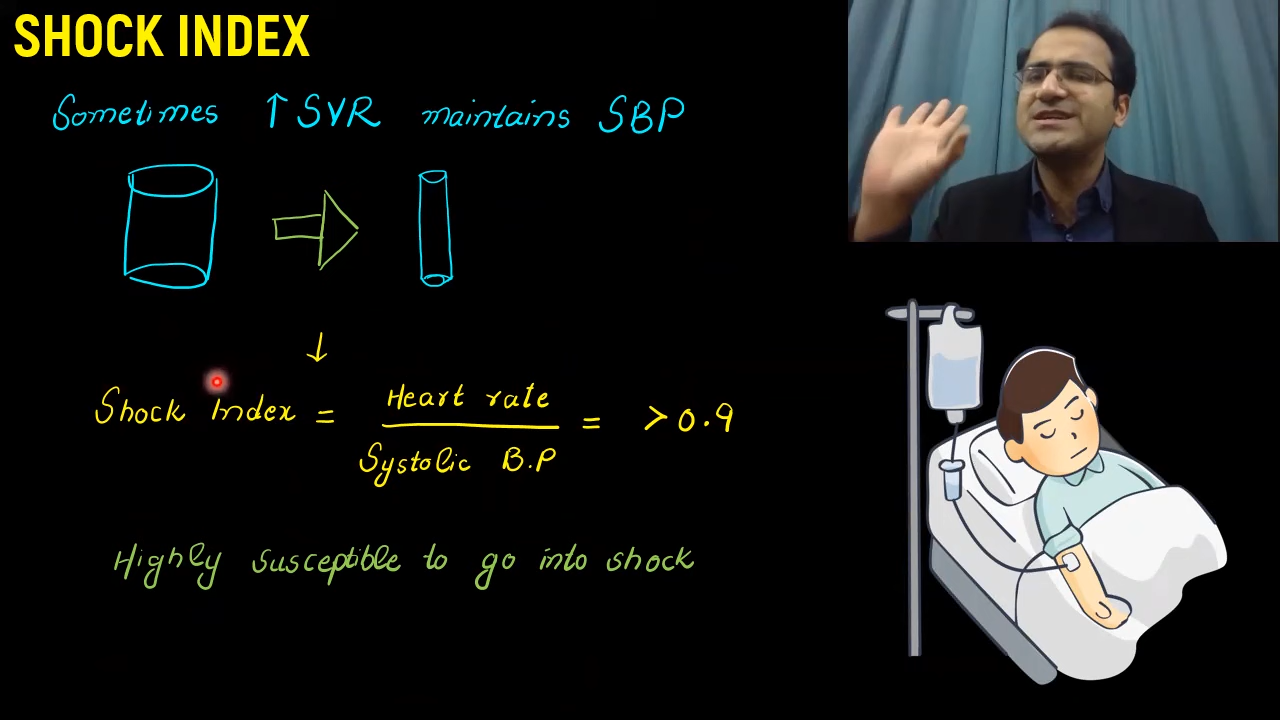 SHOCK INDEX
Sometimes ↑ SVR maintains SBP
↓
Shock Index = Heart rate / Systolic B.P = > 0.9
Highly susceptible to go into shock